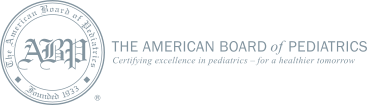 The American Board of Pediatrics
ABP
Founded 1933
®
THE AMERICAN BOARD of PEDIATRICS
Certifying excellence in pediatrics – for a healthier tomorrow